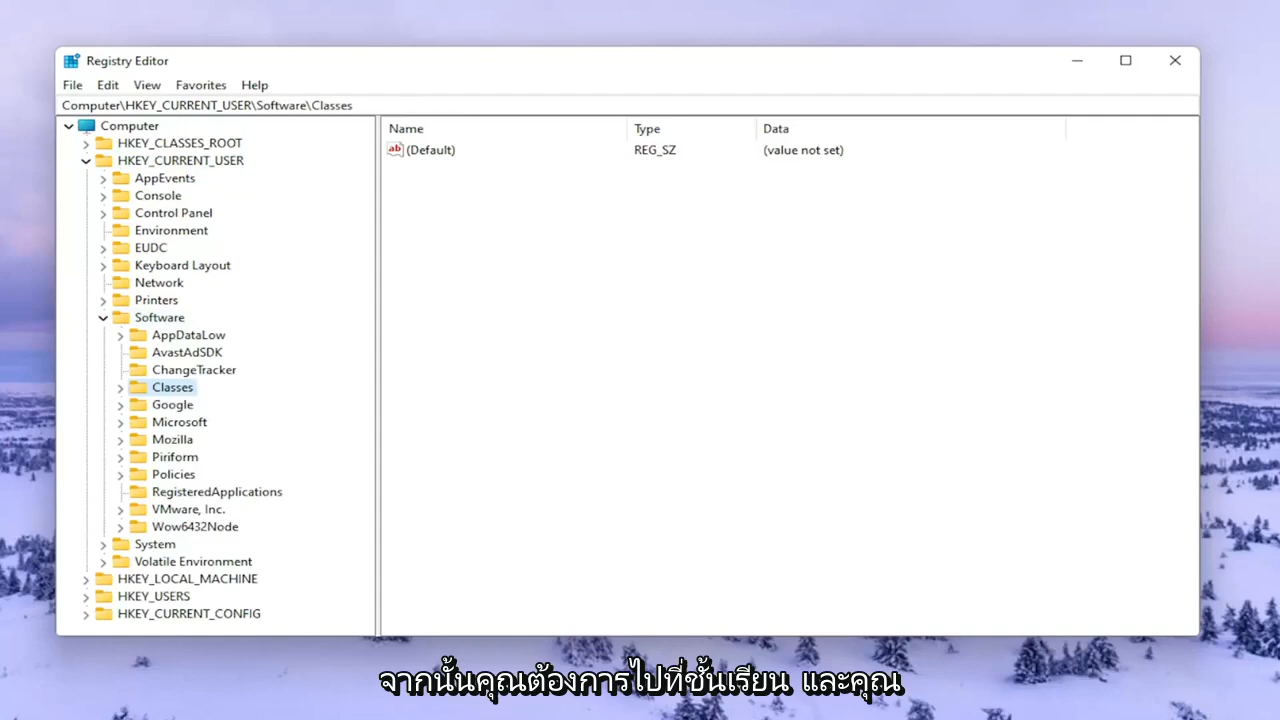 Registry Editor
File Edit View Favorites Help
Computer\HKEY_CURRENT_USER\Software\Classes
Computer
HKEY_CLASSES_ROOT
HKEY_CURRENT_USER
AppEvents
Console
Control Panel
Environment
EUDC
Keyboard Layout
Network
Printers
Software
AppDataLow
AvastAdSDK
ChangeTracker
Classes
Google
Microsoft
Mozilla
Piriform
Policies
RegisteredApplications
VMware, Inc.
Wow6432Node
System
Volatile Environment
HKEY_LOCAL_MACHINE
HKEY_USERS
HKEY_CURRENT_CONFIG
Name Type Data
ab (Default) REG_SZ (value not set)
จากนั้นคุณต้องการไปที่ชั้นเรียน และคุณ